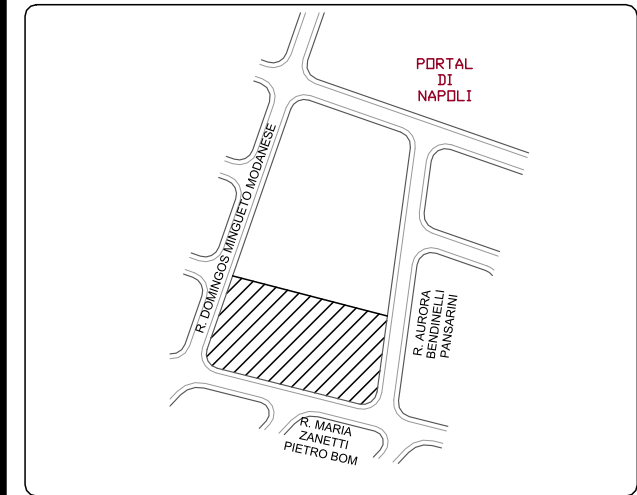 PORTAL
DI
NAPOLI
R. DOMINGOS MINGUETO MODANESE
R. AURORA
BENDINELLI
PANSARINI
R. MARIA
ZANETTI
PIETRO BOM